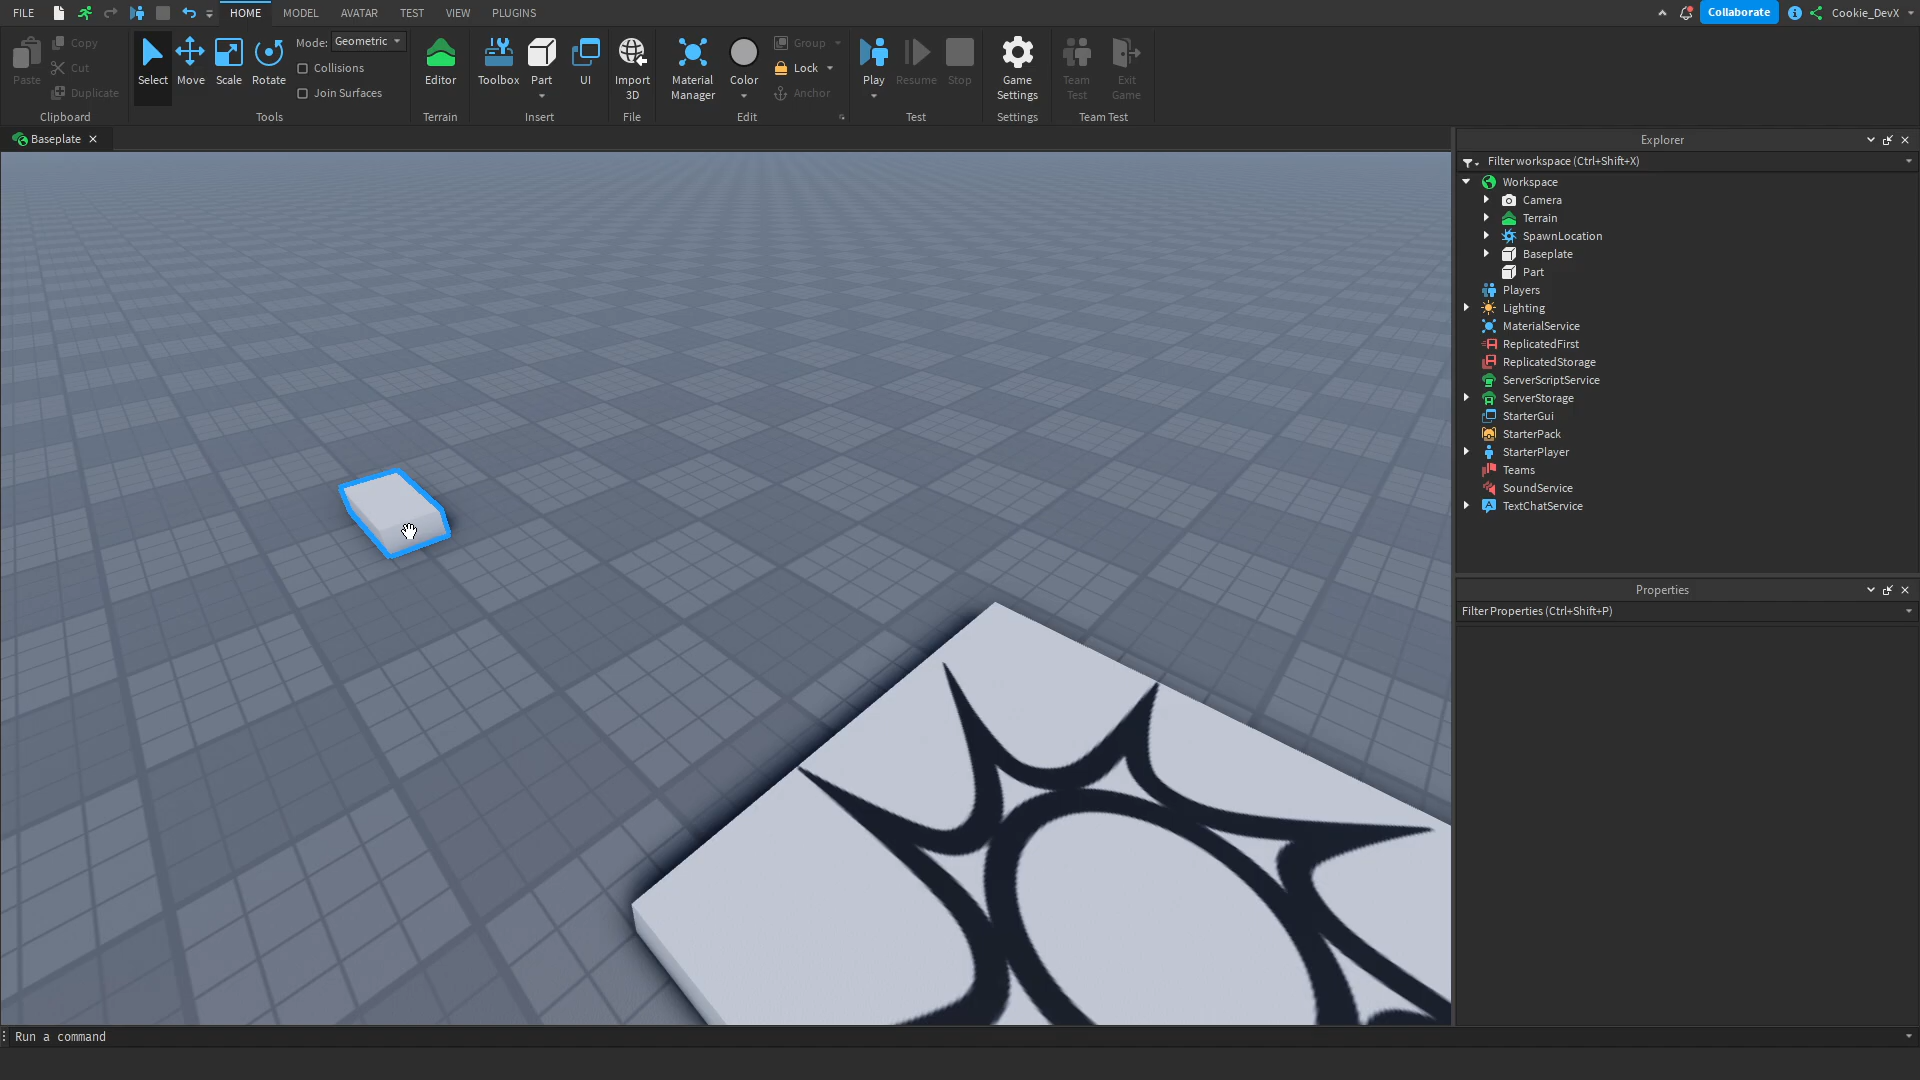 FILE HOME MODEL AVATAR TEST VIEW PLUGINS Collaborate Cookie_DevX
Paste Copy Cut Duplicate
Select Move Scale Rotate
Mode: Geometric
Collisions
Join Surfaces
Editor Toolbox Part UI Import 3D
Material Manager Color Group Lock Anchor
Play Resume Stop Game Settings Team Test Exit Game
Clipboard Tools Terrain Insert File Edit Test Settings Team Test
Baseplate
Explorer
Filter workspace (Ctrl+Shift+X)
Workspace
Camera
Terrain
SpawnLocation
Baseplate
Part
Players
Lighting
MaterialService
ReplicatedFirst
ReplicatedStorage
ServerScriptService
ServerStorage
StarterGui
StarterPack
StarterPlayer
Teams
SoundService
TextChatService
Properties
Filter Properties (Ctrl+Shift+P)
Run a command